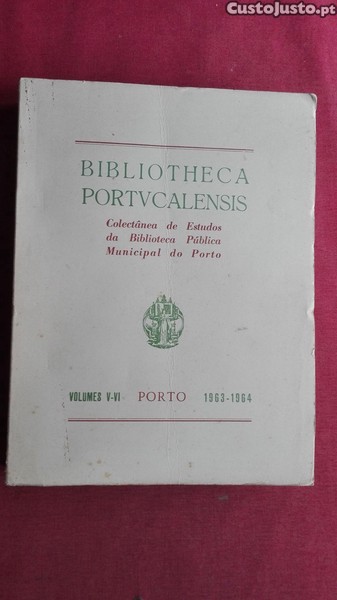 CustoJusto.pt
BIBLIOTHECA
PORTVCALENSIS
Colectânea de Estudos
da Biblioteca Pública
Municipal do Porto
VOLUMES V-VI PORTO 1963-1964